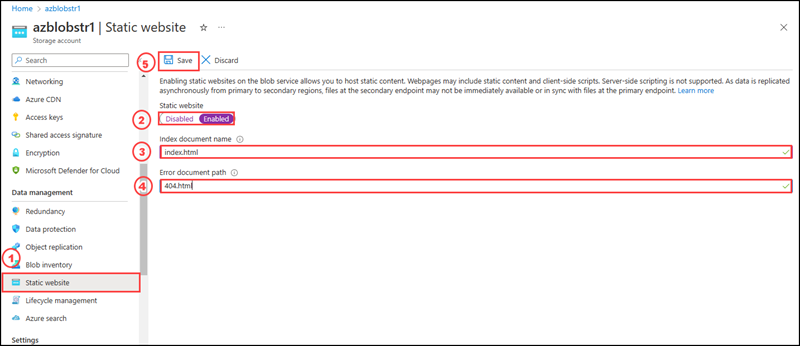 Home > azblobstr1
azblobstr1 | Static website ☆ ...
Storage account
Search
Networking
Azure CDN
Access keys
Shared access signature
Encryption
Microsoft Defender for Cloud
Data management
Redundancy
Data protection
Object replication
1
Blob inventory
Static website
Lifecycle management
Azure search
Settings
5 Save Discard
Enabling static websites on the blob service allows you to host static content. Webpages may include static content and client-side scripts. Server-side scripting is not supported. As data is replicated
asynchronously from primary to secondary regions, files at the secondary endpoint may not be immediately available or in sync with files at the primary endpoint. Learn more
Static website
2 Disabled Enabled
Index document name
3 index.html
Error document path
4 404.html